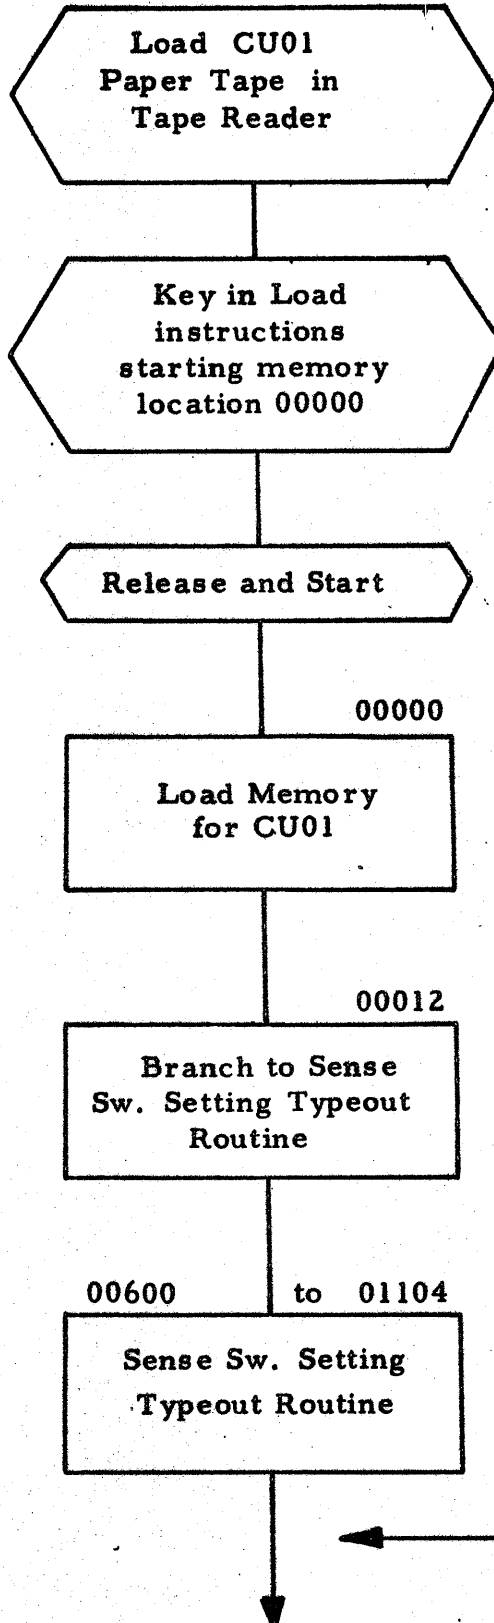 Load CU01
Paper Tape in
Tape Reader
Key in Load
instructions
starting memory
location 00000
Release and Start
00000
Load Memory
for CU01
00012
Branch to Sense
Sw. Setting Typeout
Routine
00600 to 01104
Sense Sw. Setting
Typeout Routine